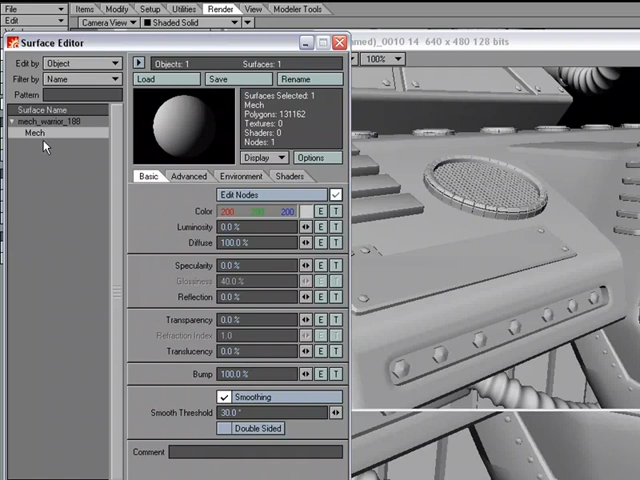 File Items Modify Setup Utilities Render View Modeler Tools
Edit Camera View Shaded Solid
Surface Editor
amed)_0010 14 640 x 480 128 bits
100%
Edit by Object
Filter by Name
Pattern
Surface Name
mech_warrior_188
Mech
Objects: 1 Surfaces: 1
Load Save Rename
Surfaces Selected: 1
Mech
Polygons: 131162
Textures: 0
Shaders: 0
Nodes: 1
Display Options
Basic Advanced Environment Shaders
Edit Nodes
Color 200 200 200 E T
Luminosity 0.0 % E T
Diffuse 100.0 % E T
Specularity 0.0 % E T
Glossiness 40.0 % E T
Reflection 0.0 % E T
Transparency 0.0 % E T
Refraction Index 1.0 E T
Translucency 0.0 % E T
Bump 100.0 % E T
Smoothing
Smooth Threshold 30.0 °
Double Sided
Comment